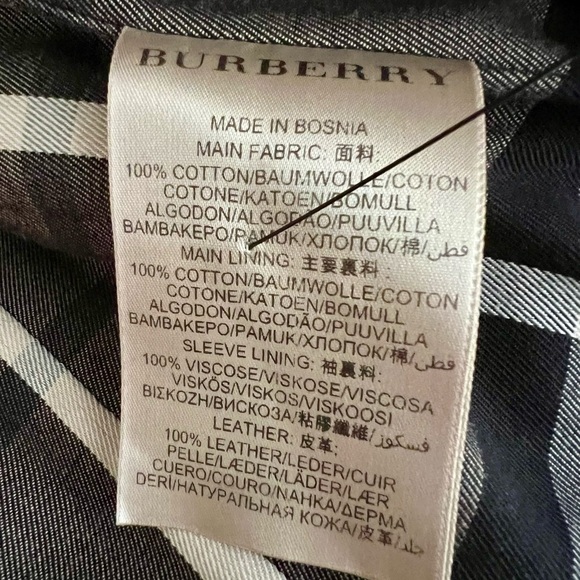 BURBERRY
MADE IN BOSNIA
MAIN FABRIC: 面料:
100% COTTON/BAUMWOLLE/COTON
COTONE/KATOEN/BOMULL
ALGODON/ALGODÃO/PUUVILLA
BAMBAKEPO/PAMUK/ХЛОПОК/棉/قطن
MAIN LINING: 主要裏料:
100% COTTON/BAUMWOLLE/COTON
COTONE/KATOEN/BOMULL
ALGODON/ALGODÃO/PUUVILLA
BAMBAKEPO/PAMUK/ХЛОПОК/棉/قطن
SLEEVE LINING: 袖裏料:
100% VISCOSE/VISKOSE/VISCOSA
VISKÖS/VISKOS/VISKOOSI
ΒΙΣΚΟΖΗ/ВИСКОЗА/粘膠纖維/فسكوز
LEATHER: 皮革:
100% LEATHER/LEDER/CUIR
PELLE/LÆDER/LÄDER/LÆR
CUERO/COURO/NAHKA/ΔΕΡΜΑ
DERİ/НАТУРАЛЬНАЯ КОЖА/皮革/جلد